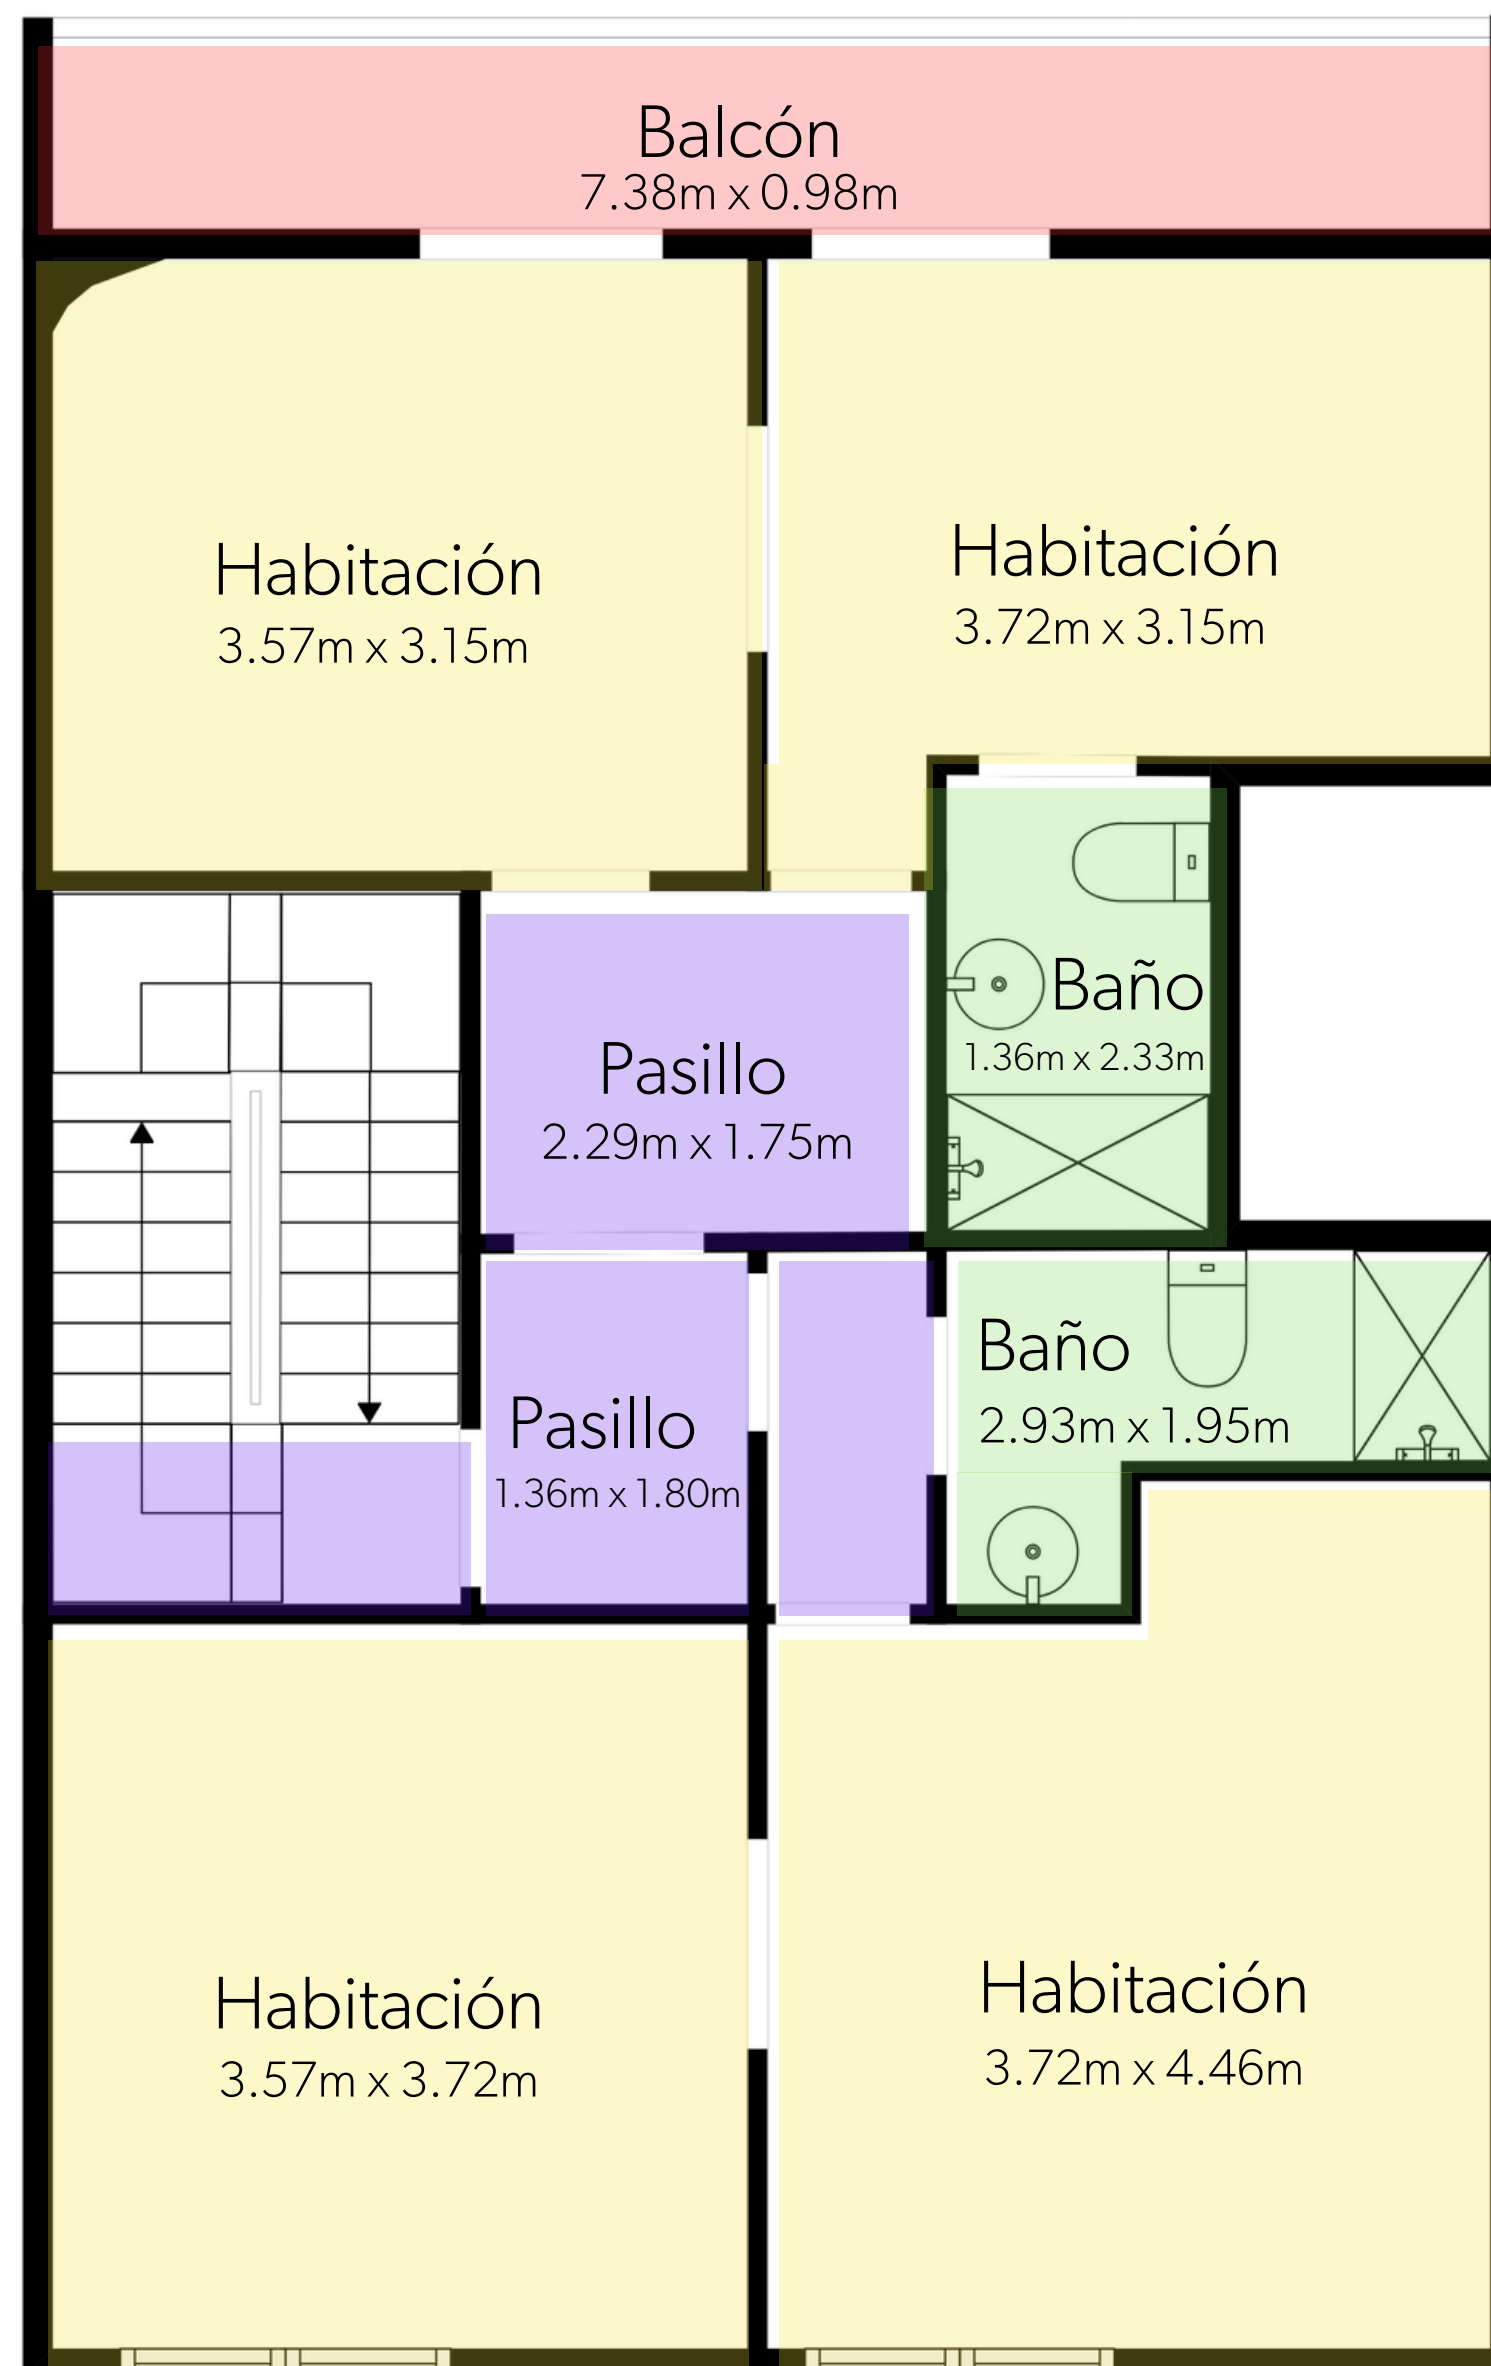 Balcón
7.38m x 0.98m
Habitación
3.57m x 3.15m
Habitación
3.72m x 3.15m
Baño
1.36m x 2.33m
Pasillo
2.29m x 1.75m
Baño
2.93m x 1.95m
Pasillo
1.36m x 1.80m
Habitación
3.57m x 3.72m
Habitación
3.72m x 4.46m